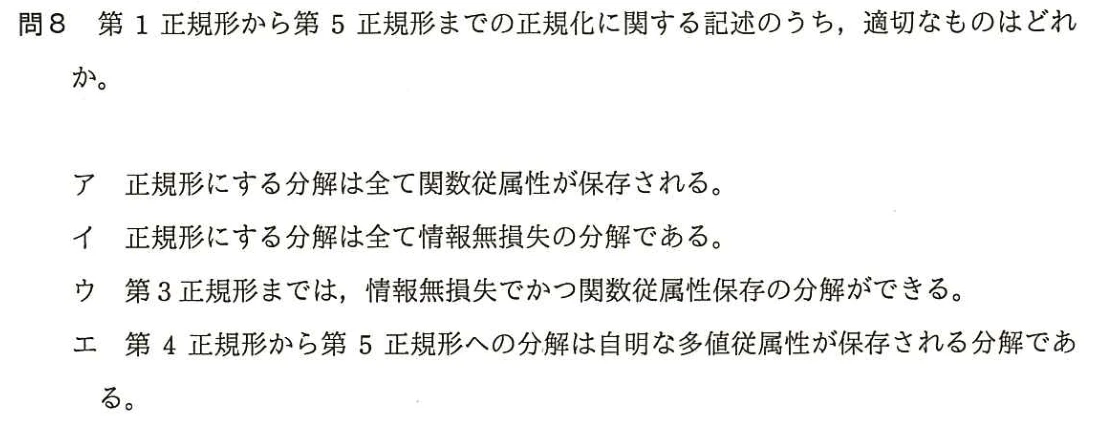 問8 第 1 正規形から第 5 正規形までの正規化に関する記述のうち，適切なものはどれ
か。
ア 正規形にする分解は全て関数従属性が保存される。
イ 正規形にする分解は全て情報無損失の分解である。
ウ 第3正規形までは，情報無損失でかつ関数従属性保存の分解ができる。
エ 第 4 正規形から第 5 正規形への分解は自明な多値従属性が保存される分解であ
る。